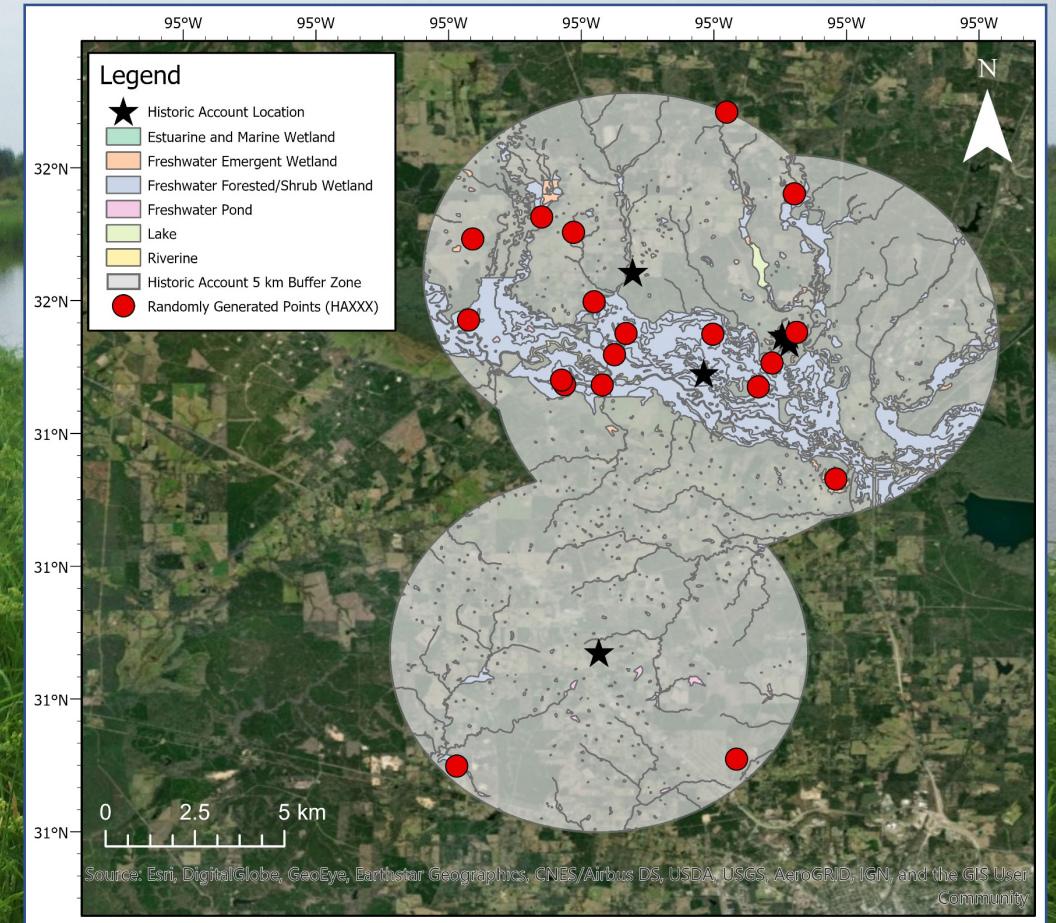 95°W 95°W 95°W 95°W 95°W 95°W 95°W
Legend
Historic Account Location
Estuarine and Marine Wetland
Freshwater Emergent Wetland
Freshwater Forested/Shrub Wetland
Freshwater Pond
Lake
Riverine
Historic Account 5 km Buffer Zone
Randomly Generated Points (HAXXX)
N
32°N
32°N
31°N
31°N
31°N
31°N
0 2.5 5 km
Source: Esri, DigitalGlobe, GeoEye, Earthstar Geographics, CNES/Airbus DS, USDA, USGS, AeroGRID, IGN, and the GIS User
Community